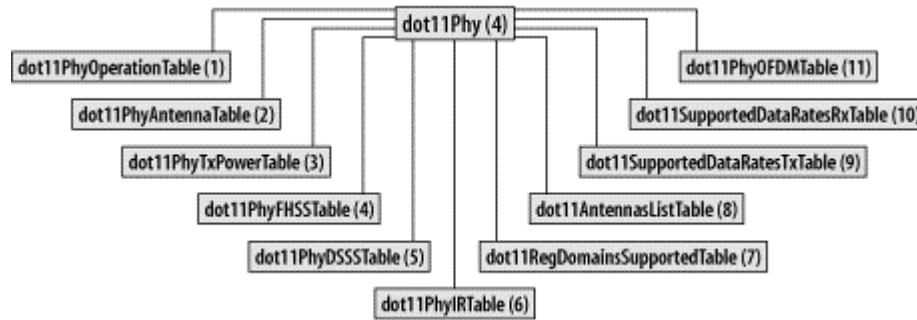 dot11Phy (4)
dot11PhyOperationTable (1)
dot11PhyOFDMTable (11)
dot11PhyAntennaTable (2)
dot11SupportedDataRatesRxTable (10)
dot11PhyTxPowerTable (3)
dot11SupportedDataRatesTxTable (9)
dot11PhyFHSSTable (4)
dot11AntennasListTable (8)
dot11PhyDSSSTable (5)
dot11RegDomainsSupportedTable (7)
dot11PhyIRTable (6)